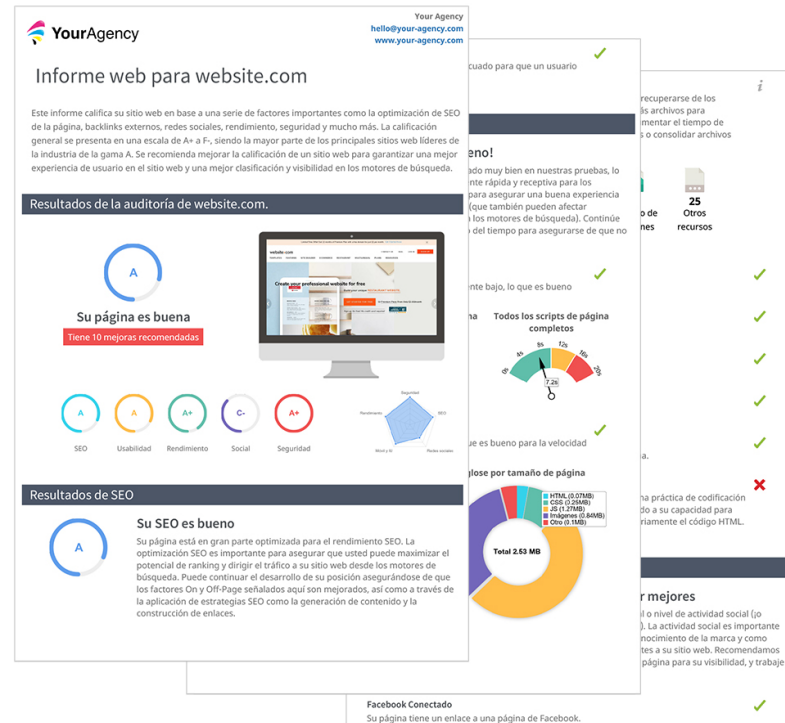 YourAgency
Your Agency
hello@your-agency.com
www.your-agency.com
Informe web para website.com
Este informe califica su sitio web en base a una serie de factores importantes como la optimización de SEO
de la página, backlinks externos, redes sociales, rendimiento, seguridad y mucho más. La calificación
general se presenta en una escala de A+ a F-, siendo la mayor parte de los principales sitios web líderes de
la industria de la gama A. Se recomienda mejorar la calificación de un sitio web para garantizar una mejor
experiencia de usuario en el sitio web y una mejor clasificación y visibilidad en los motores de búsqueda.
Resultados de la auditoría de website.com.
A
Su página es buena
Tiene 10 mejoras recomendadas
website.com
Create your professional website for free
A
A
A+
C-
A+
SEO
Usabilidad
Rendimiento
Social
Seguridad
Seguridad
Rendimiento
SEO
Redes sociales
Resultados de SEO
A
Su SEO es bueno
Su página está en gran parte optimizada para el rendimiento SEO. La
optimización SEO es importante para asegurar que usted puede maximizar el
potencial de ranking y dirigir el tráfico a su sitio web desde los motores de
búsqueda. Puede continuar el desarrollo de su posición asegurándose de que
los factores On y Off-Page señalados aquí son mejorados, así como a través de
la aplicación de estrategias SEO como la generación de contenido y la
construcción de enlaces.
cuado para que un usuario
eno!
ado muy bien en nuestras pruebas, lo
nte rápida y receptiva para los
para asegurar una buena experiencia
(que también pueden afectar
los motores de búsqueda). Continúe
del tiempo para asegurarse de que no
nte bajo, lo que es bueno
na
Todos los scripts de página
completos
0s
4s
8s
12s
16s
20s
7.2s
ue es bueno para la velocidad
glose por tamaño de página
HTML (0.07MB)
CSS (0.25MB)
JS (1.27MB)
Imágenes (0.84MB)
Otro (0.1MB)
Total 2.53 MB
recuperarse de los
ás archivos para
mentar el tiempo de
s o consolidar archivos
o de
nes
25
Otros
recursos
a.
na práctica de codificación
do a su capacidad para
riamente el código HTML.
r mejores
l o nivel de actividad social (¡o
). La actividad social es importante
nocimiento de la marca y como
tes a su sitio web. Recomendamos
página para su visibilidad, y trabaje
Facebook Conectado
Su página tiene un enlace a una página de Facebook.